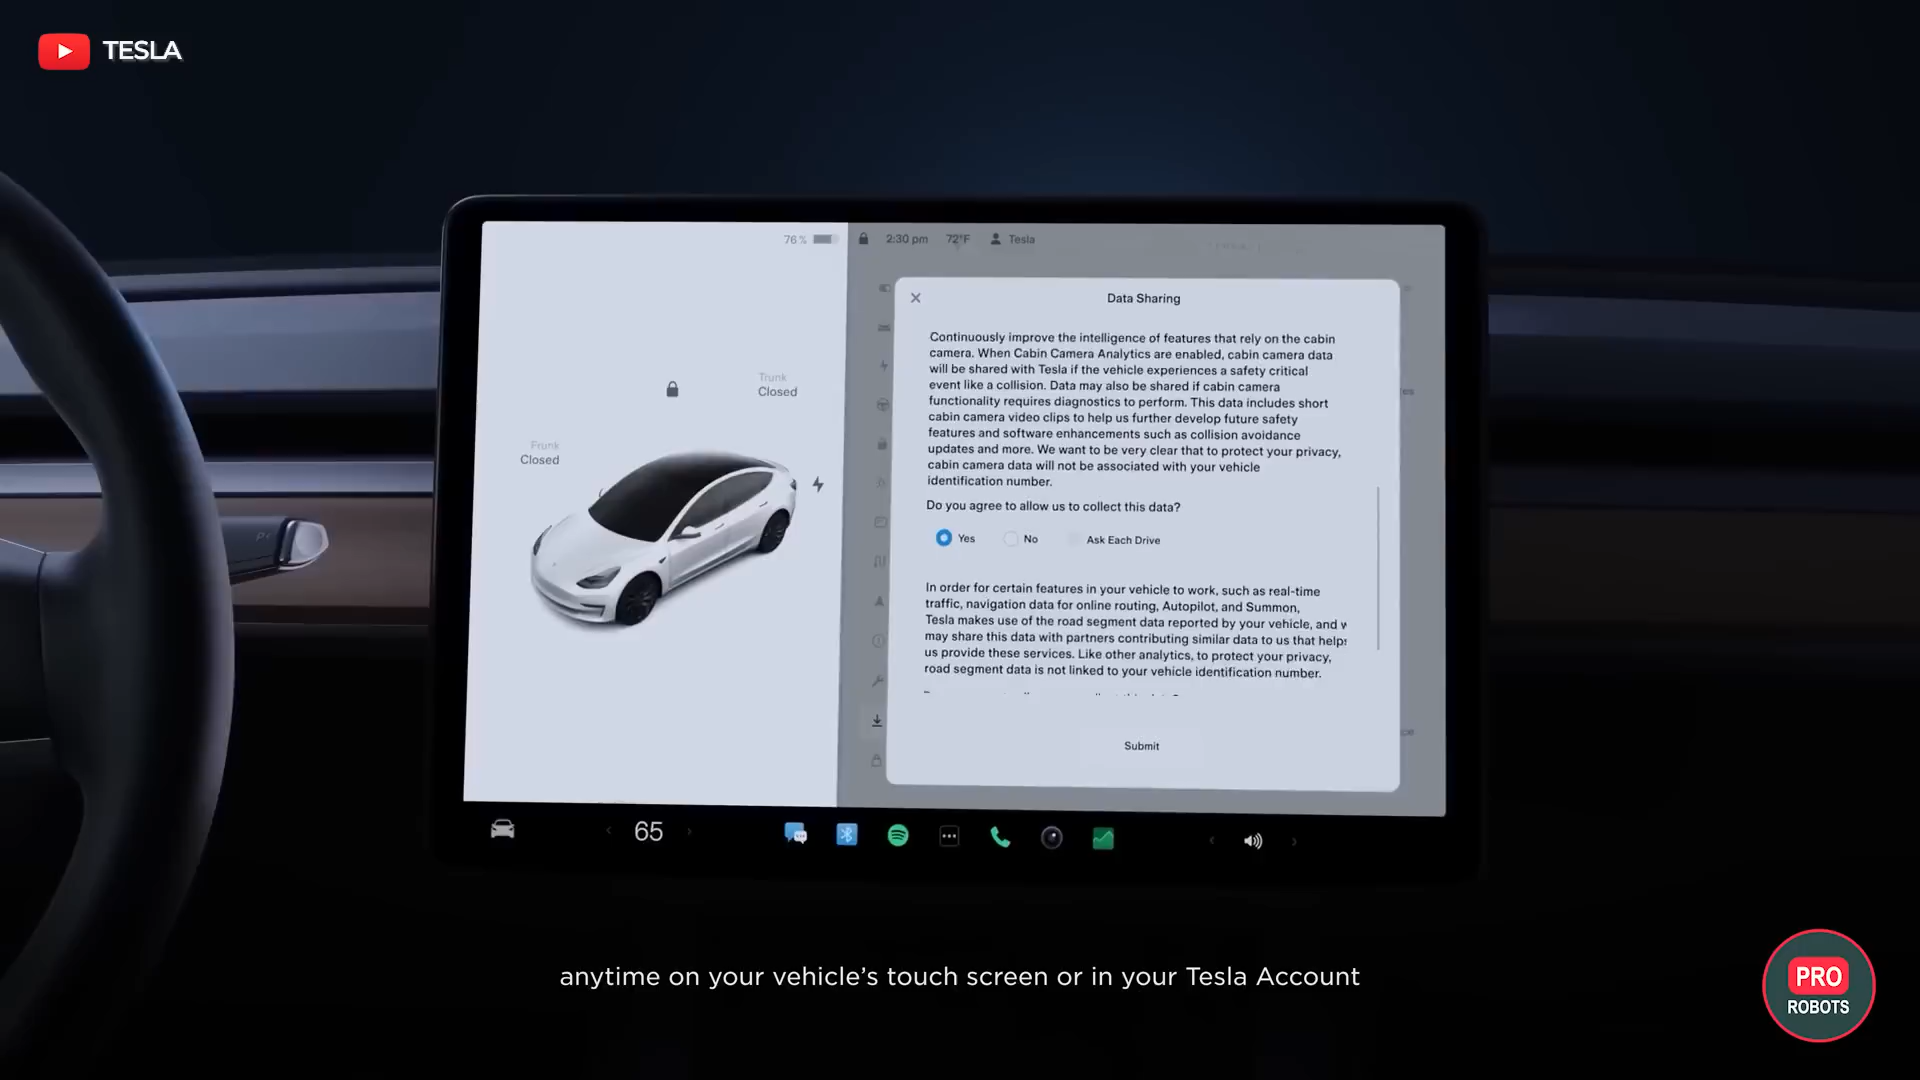 TESLA
76%
2:30 pm
72°F
Tesla
Trunk
Closed
Frunk
Closed
Data Sharing
Continuously improve the intelligence of features that rely on the cabin
camera. When Cabin Camera Analytics are enabled, cabin camera data
will be shared with Tesla if the vehicle experiences a safety critical
event like a collision. Data may also be shared if cabin camera
functionality requires diagnostics to perform. This data includes short
cabin camera video clips to help us further develop future safety
features and software enhancements such as collision avoidance
updates and more. We want to be very clear that to protect your privacy,
cabin camera data will not be associated with your vehicle
identification number.
Do you agree to allow us to collect this data?
Yes
No
Ask Each Drive
In order for certain features in your vehicle to work, such as real-time
traffic, navigation data for online routing, Autopilot, and Summon,
Tesla makes use of the road segment data reported by your vehicle, and
may share this data with partners contributing similar data to us that helps
us provide these services. Like other analytics, to protect your privacy,
road segment data is not linked to your vehicle identification number.
Submit
65
anytime on your vehicle's touch screen or in your Tesla Account
PRO
ROBOTS